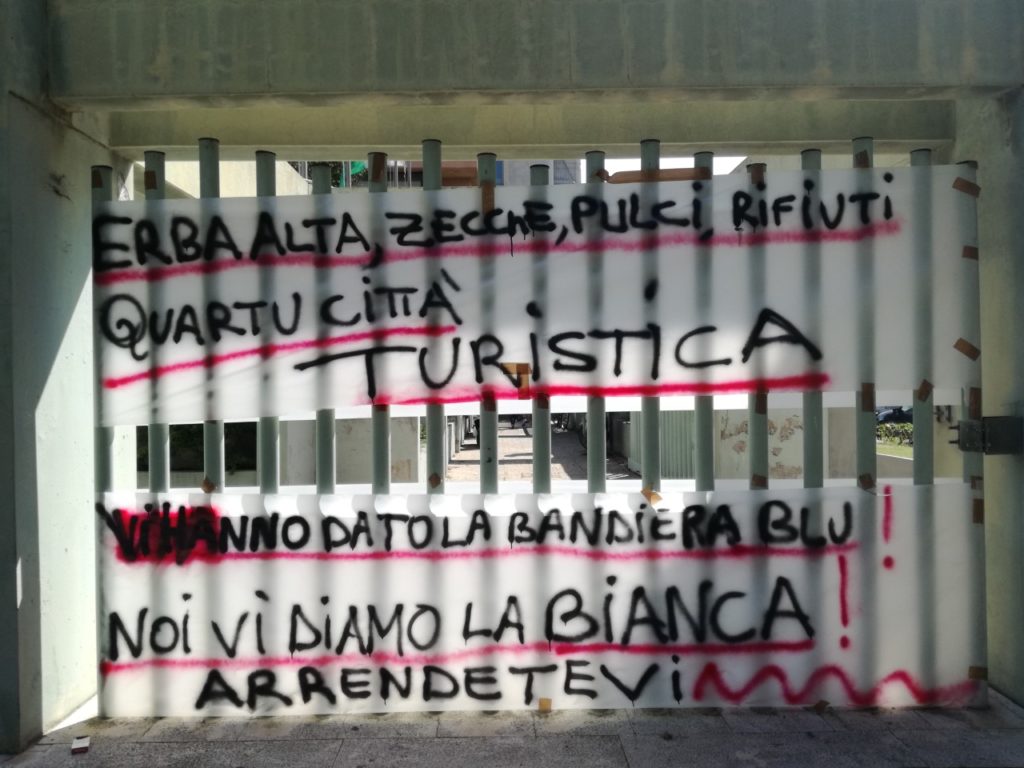 ERBA ALTA, ZECCHE, PULCI, RIFIUTI
QUARTU CITTÀ
TURISTICA
VI HANNO DATO LA BANDIERA BLU !
NOI VI DIAMO LA BIANCA !
ARRENDETEVI